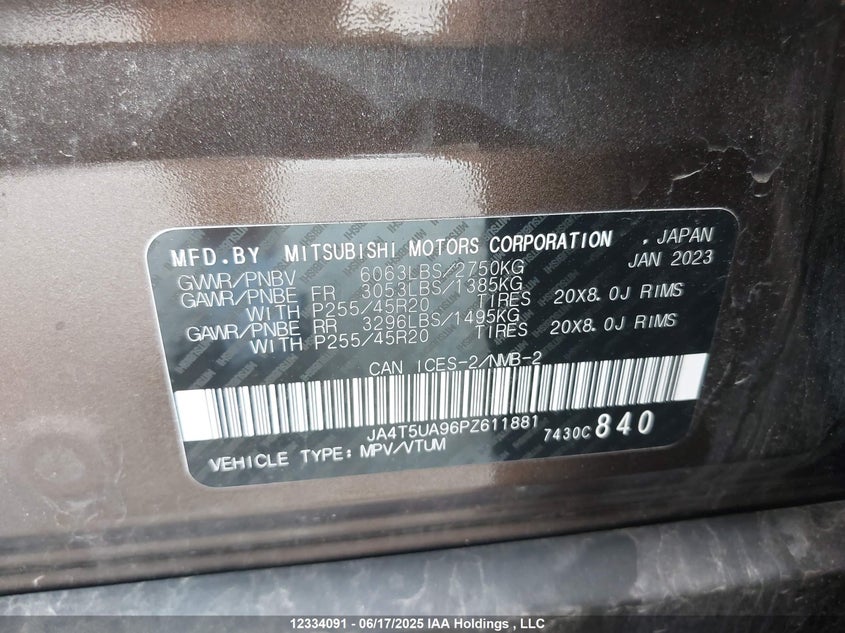 MFD.BY MITSUBISHI MOTORS CORPORATION , JAPAN
JAN 2023
GVWR/PNBV 6063LBS/2750KG
GAWR/PNBE FR 3053LBS/1385KG
WITH P255/45R20 TIRES 20X8.0J RIMS
GAWR/PNBE RR 3296LBS/1495KG
WITH P255/45R20 TIRES 20X8.0J RIMS
CAN ICES-2/NMB-2
JA4T5UA96PZ611881
7430C 840
VEHICLE TYPE: MPV/VTUM
12334091 - 06/17/2025 IAA Holdings , LLC